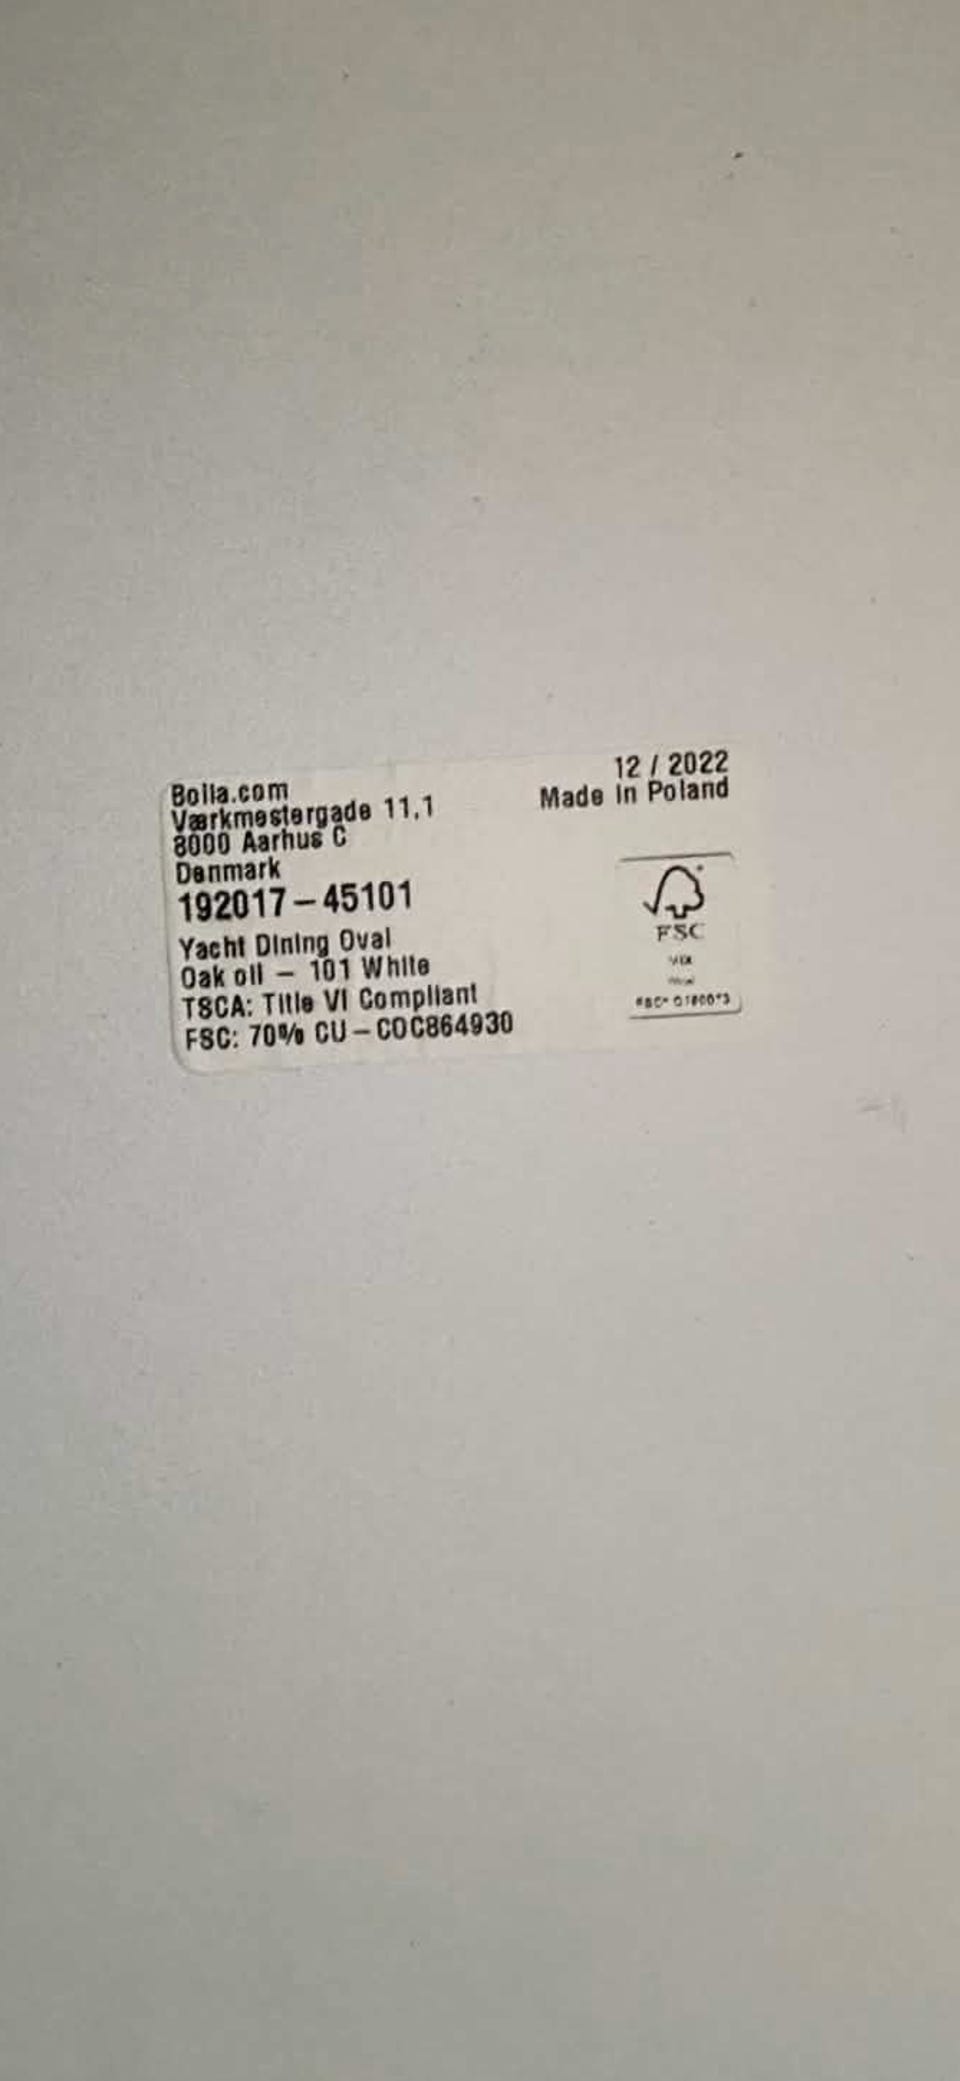 Bolia.com
Værkmestergade 11,1
8000 Aarhus C
Denmark
192017-45101
Yacht Dining Oval
Oak oil - 101 White
TSCA: Title VI Compliant
FSC: 70% CU-COC864930
12 / 2022
Made in Poland
FSC
MIX